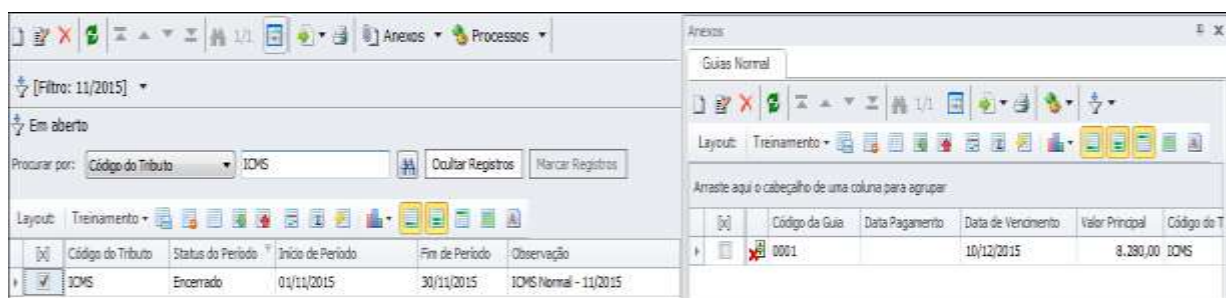 1/1 Anexos Processos
[Filtro: 11/2015]
Em aberto
Procurar por: Código do Tributo ICMS Ocultar Registros Marcar Registros
Layout: Treinamento
[x] Código do Tributo Status do Período Início de Período Fim de Período Observação
ICMS Encerrado 01/11/2015 30/11/2015 ICMS Normal - 11/2015
Anexos
Guias Normal
1/1
Layout: Treinamento
Arraste aqui o cabeçalho de uma coluna para agrupar
[x] Código da Guia Data Pagamento Data de Vencimento Valor Principal Código do T
0001 10/12/2015 8.280,00 ICMS